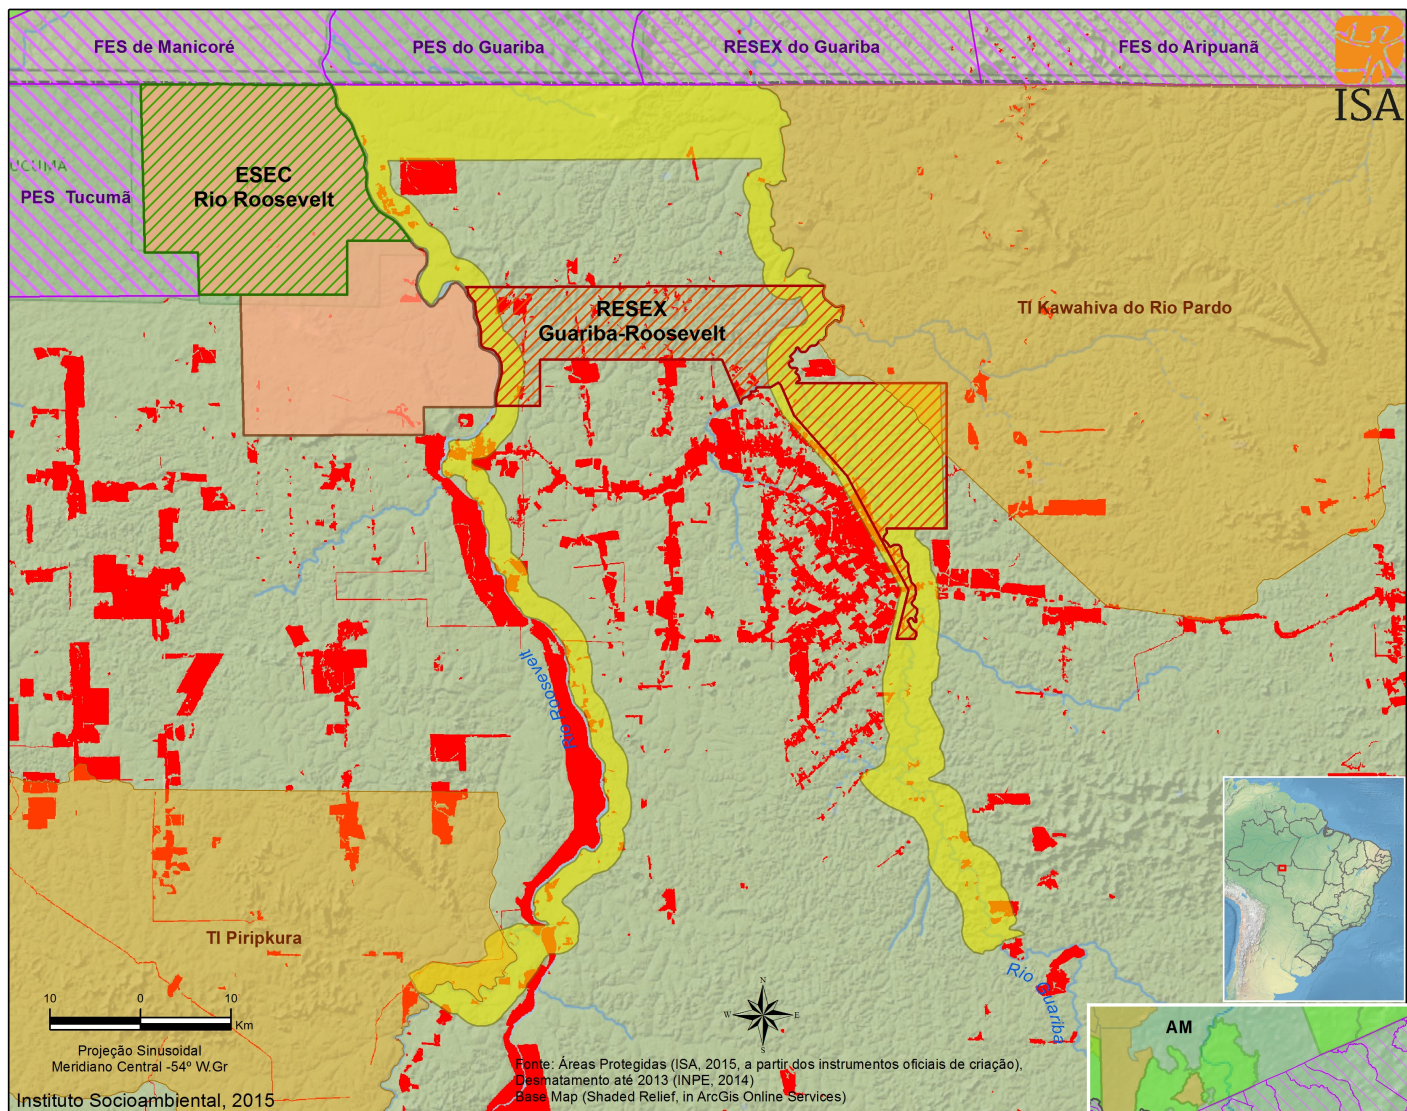 FES de Manicoré
PES do Guariba
RESEX do Guariba
FES do Aripuanã
ISA
UCUMA
PES Tucumã
ESEC
Rio Roosevelt
RESEX
Guariba-Roosevelt
TI Kawahiva do Rio Pardo
Rio Roosevelt
TI Piripkura
Rio Guariba
10 0 10
Km
Projeção Sinusoidal
Meridiano Central -54º W.Gr
Instituto Socioambiental, 2015
N
W E
S
Fonte: Áreas Protegidas (ISA, 2015, a partir dos instrumentos oficiais de criação),
Desmatamento até 2013 (INPE, 2014)
Base Map (Shaded Relief, in ArcGis Online Services)
AM